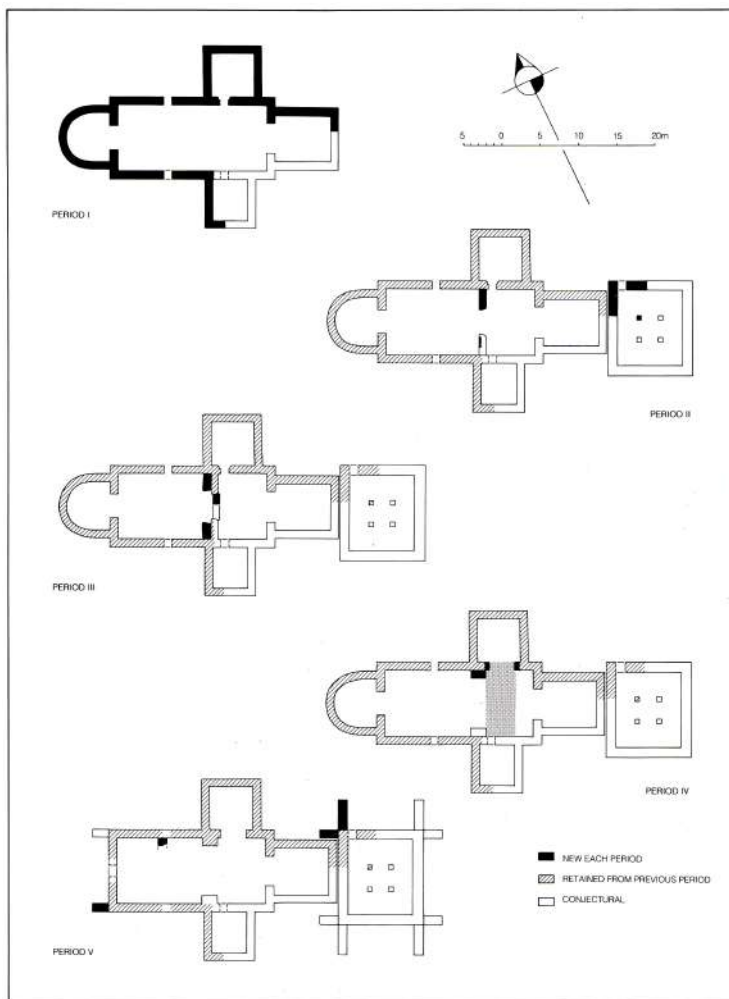 PERIOD I
5 0 5 10 15 20m
PERIOD II
PERIOD III
PERIOD IV
NEW EACH PERIOD
RETAINED FROM PREVIOUS PERIOD
CONJECTURAL
PERIOD V